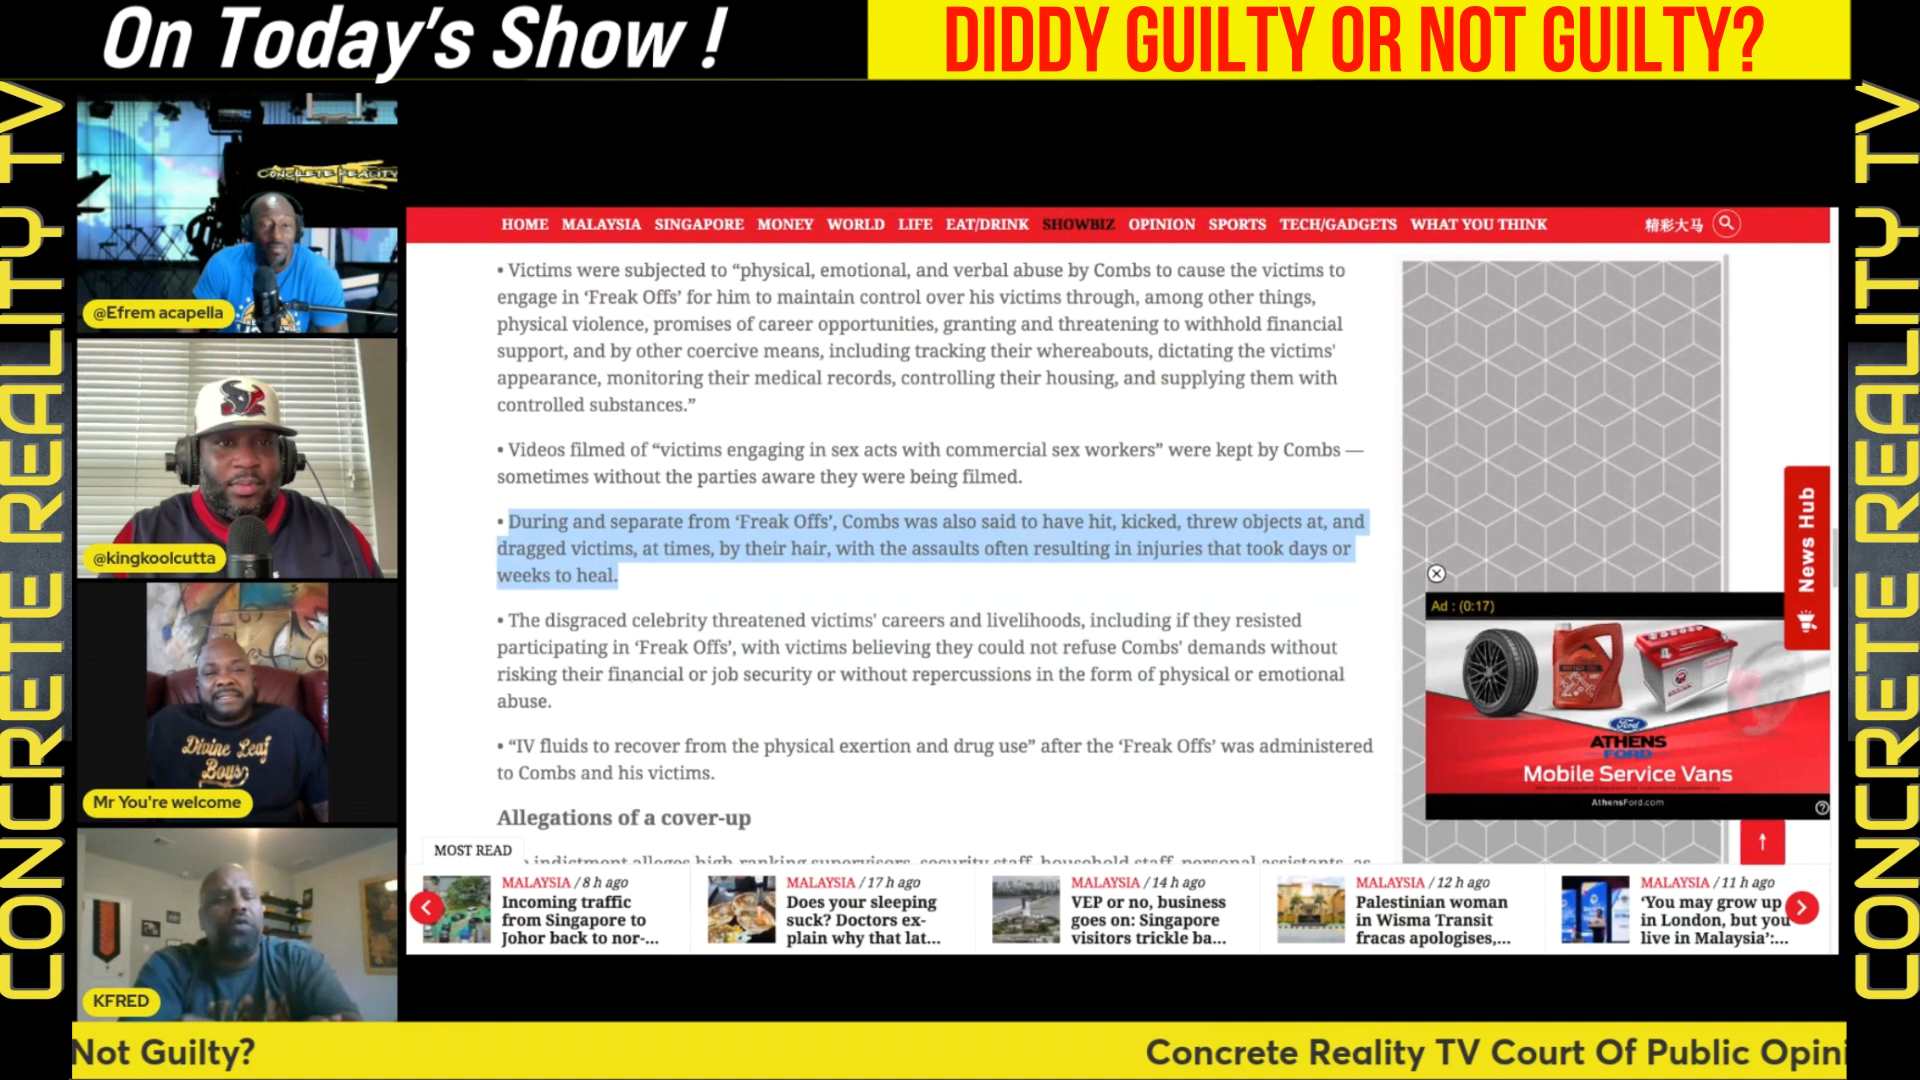 On Today's Show !
DIDDY GUILTY OR NOT GUILTY?
CONCRETE REALITY TV
CONCRETE REALITY
@Efrem acapella
@kingkoolcutta
Divine Leaf
Boys
Mr You're welcome
KFRED
HOME MALAYSIA SINGAPORE MONEY WORLD LIFE EAT/DRINK SHOWBIZ OPINION SPORTS TECH/GADGETS WHAT YOU THINK 精彩大马
• Victims were subjected to “physical, emotional, and verbal abuse by Combs to cause the victims to
engage in ‘Freak Offs’ for him to maintain control over his victims through, among other things,
physical violence, promises of career opportunities, granting and threatening to withhold financial
support, and by other coercive means, including tracking their whereabouts, dictating the victims'
appearance, monitoring their medical records, controlling their housing, and supplying them with
controlled substances.”
• Videos filmed of “victims engaging in sex acts with commercial sex workers” were kept by Combs —
sometimes without the parties aware they were being filmed.
• During and separate from ‘Freak Offs’, Combs was also said to have hit, kicked, threw objects at, and
dragged victims, at times, by their hair, with the assaults often resulting in injuries that took days or
weeks to heal.
• The disgraced celebrity threatened victims' careers and livelihoods, including if they resisted
participating in ‘Freak Offs’, with victims believing they could not refuse Combs' demands without
risking their financial or job security or without repercussions in the form of physical or emotional
abuse.
• “IV fluids to recover from the physical exertion and drug use” after the ‘Freak Offs’ was administered
to Combs and his victims.
Allegations of a cover-up
indictment alleges high-ranking supervisors, security staff, household staff, personal assistants, as
News Hub
Ad : (0:17)
Ford
ATHENS
FORD
Mobile Service Vans
AthensFord.com
MOST READ
MALAYSIA / 8 h ago
Incoming traffic
from Singapore to
Johor back to nor-...
MALAYSIA / 17 h ago
Does your sleeping
suck? Doctors ex-
plain why that lat...
MALAYSIA / 14 h ago
VEP or no, business
goes on: Singapore
visitors trickle ba...
MALAYSIA / 12 h ago
Palestinian woman
in Wisma Transit
fracas apologises,...
MALAYSIA / 11 h ago
‘You may grow up
in London, but you
live in Malaysia’:...
CONCRETE REALITY TV
Not Guilty?
Concrete Reality TV Court Of Public Opini